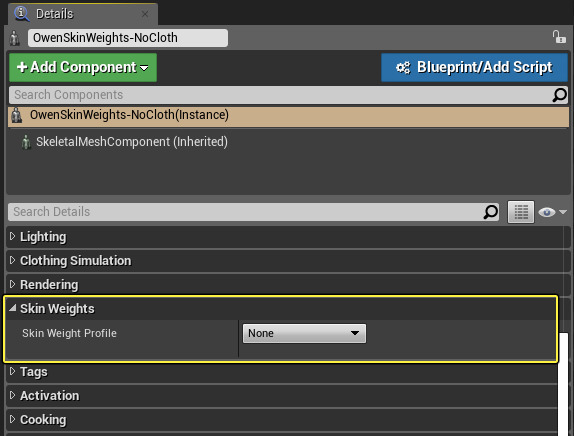 Details
OwenSkinWeights-NoCloth
+ Add Component
Blueprint/Add Script
Search Components
OwenSkinWeights-NoCloth(Instance)
SkeletalMeshComponent (Inherited)
Search Details
Lighting
Clothing Simulation
Rendering
Skin Weights
Skin Weight Profile
None
Tags
Activation
Cooking